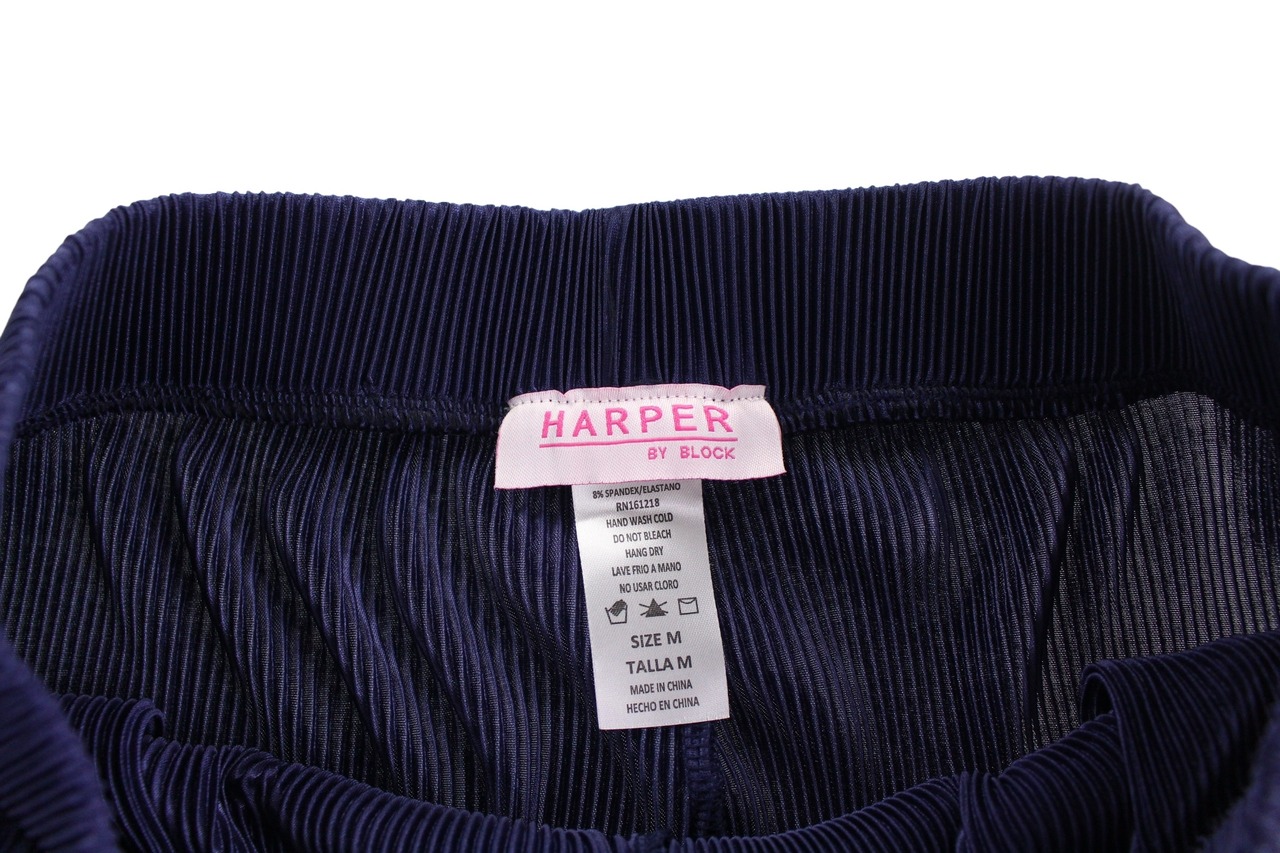 HARPER
BY BLOCK
8% SPANDEX/ELASTANO
RN161218
HAND WASH COLD
DO NOT BLEACH
HANG DRY
LAVE FRIO A MANO
NO USAR CLORO
SIZE M
TALLA M
MADE IN CHINA
HECHO EN CHINA